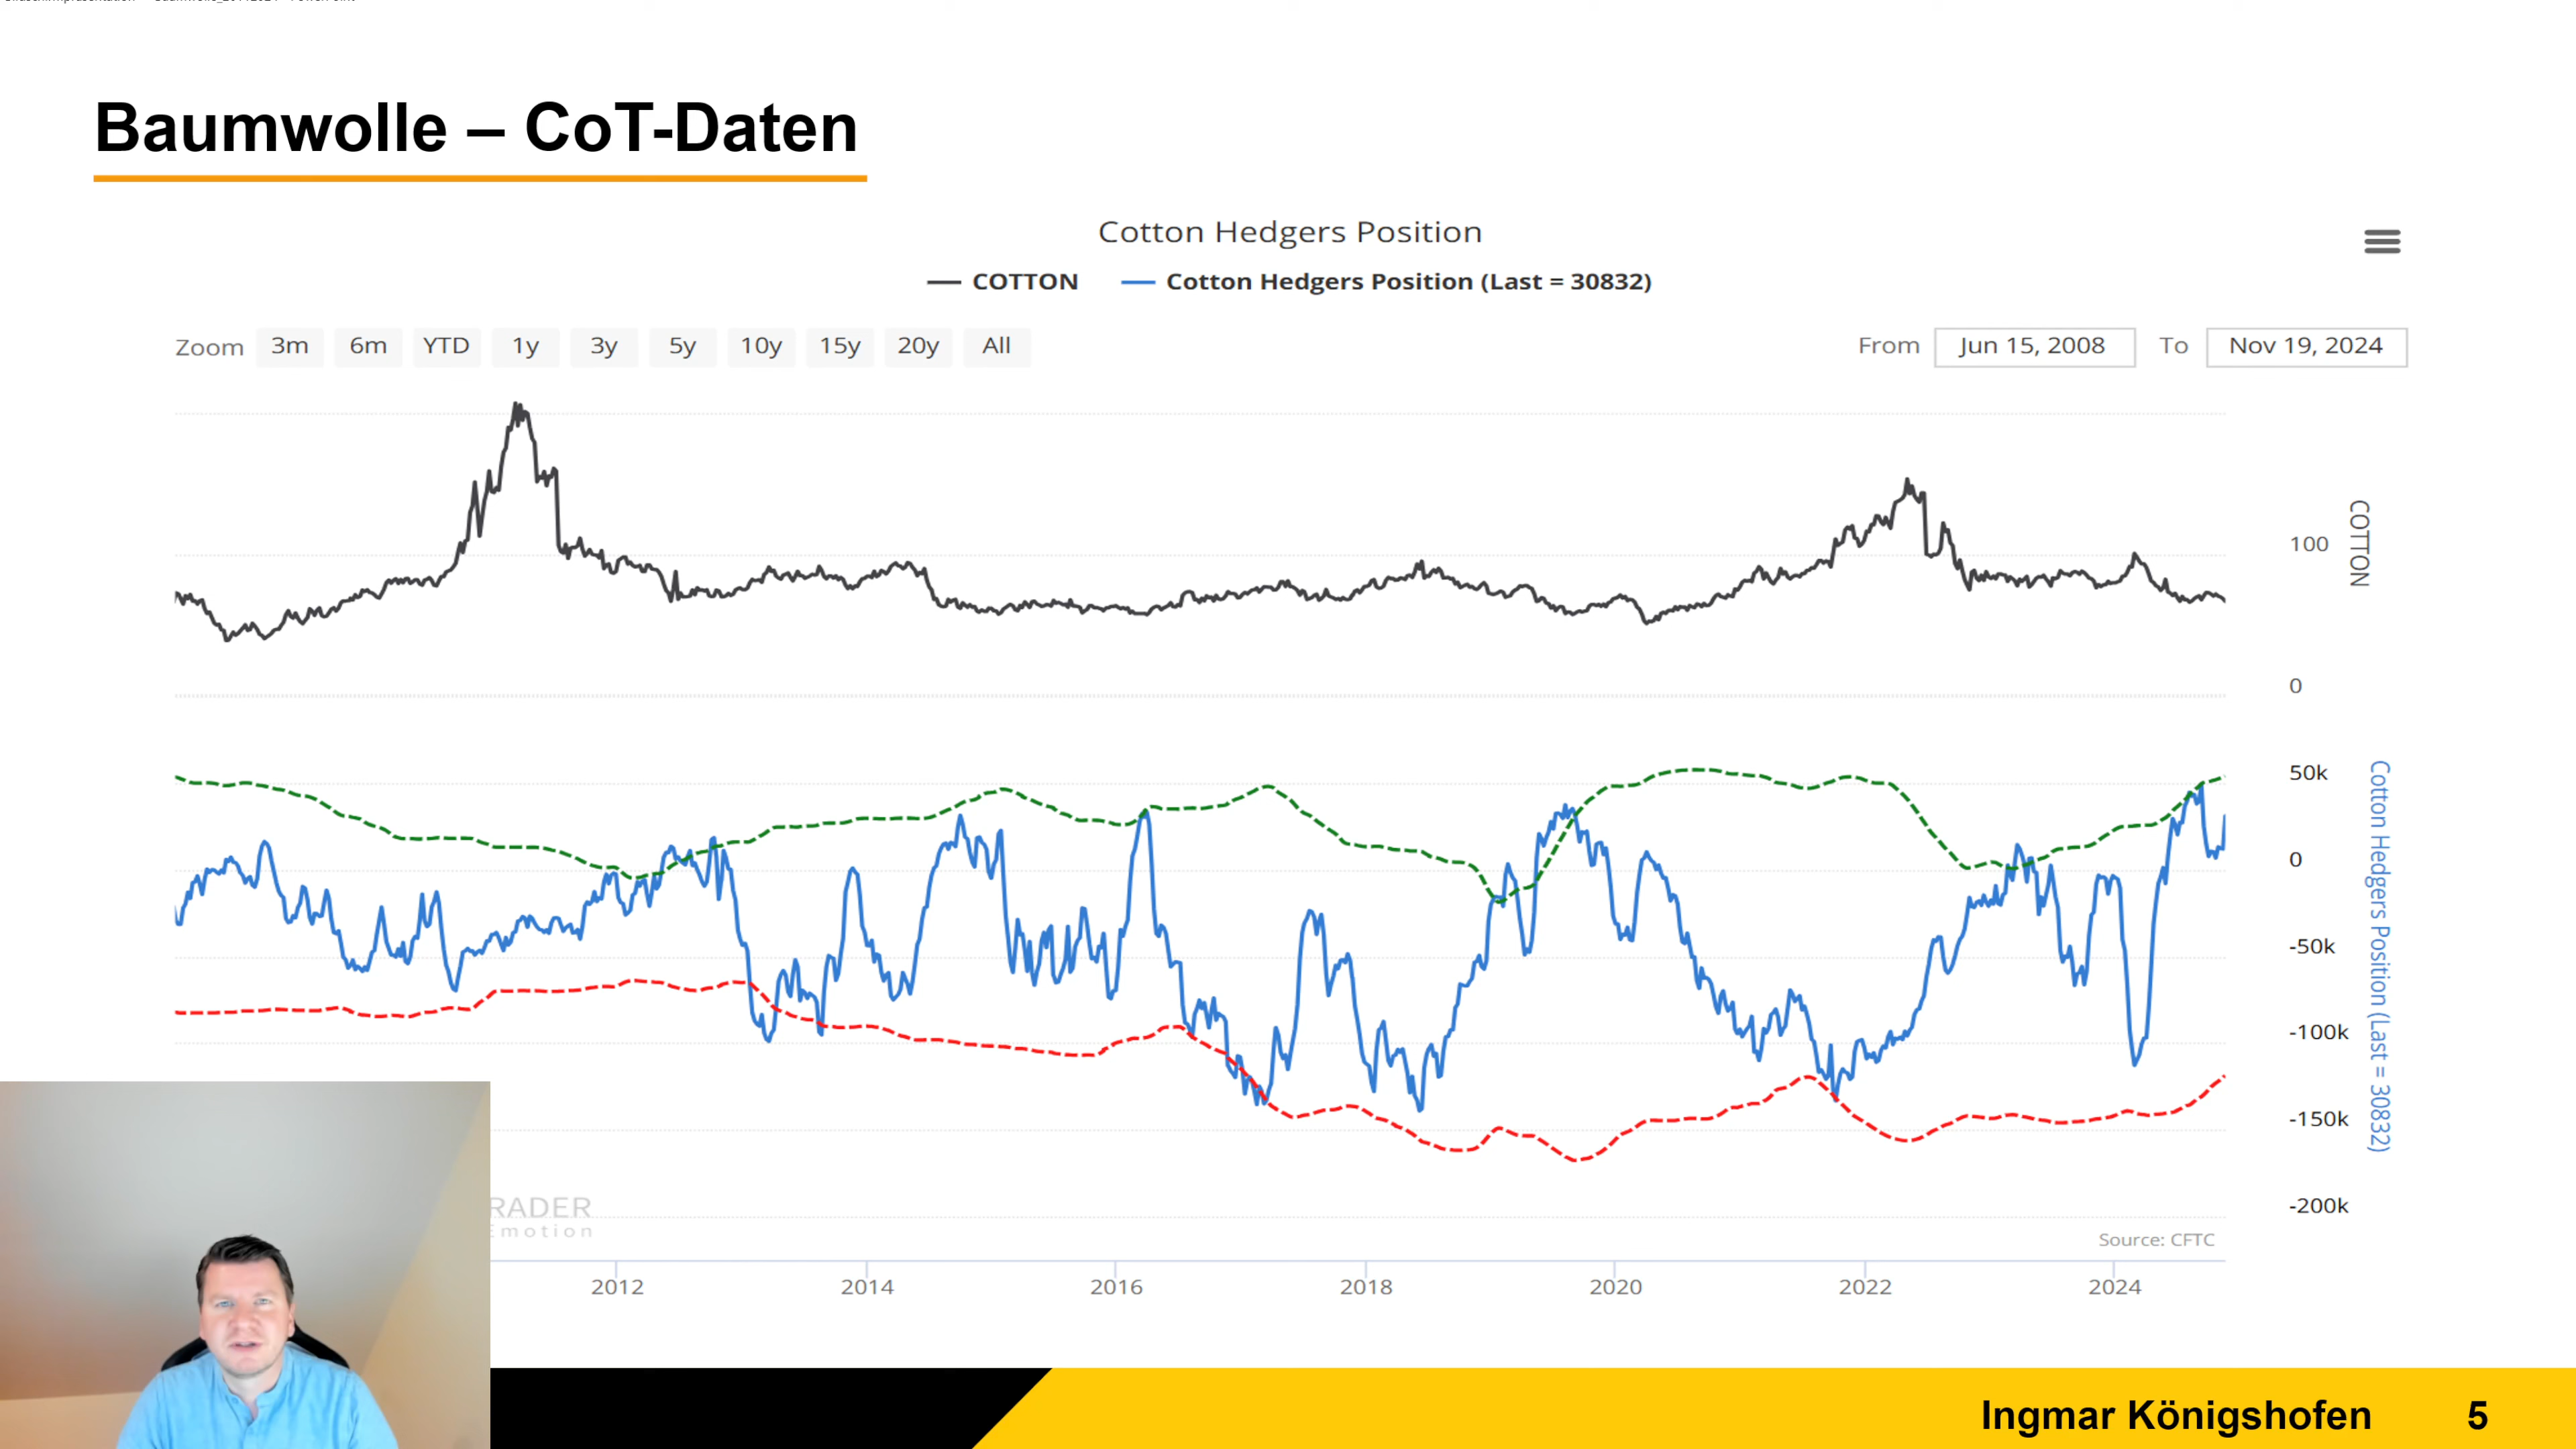 Baumwolle – CoT-Daten
Cotton Hedgers Position
COTTON
Cotton Hedgers Position (Last = 30832)
Zoom 3m 6m YTD 1y 3y 5y 10y 15y 20y All
From Jun 15, 2008 To Nov 19, 2024
100
0
COTTON
50k
0
-50k
-100k
-150k
-200k
Cotton Hedgers Position (Last = 30832)
RADER
Emotion
Source: CFTC
2012 2014 2016 2018 2020 2022 2024
Ingmar Königshofen 5